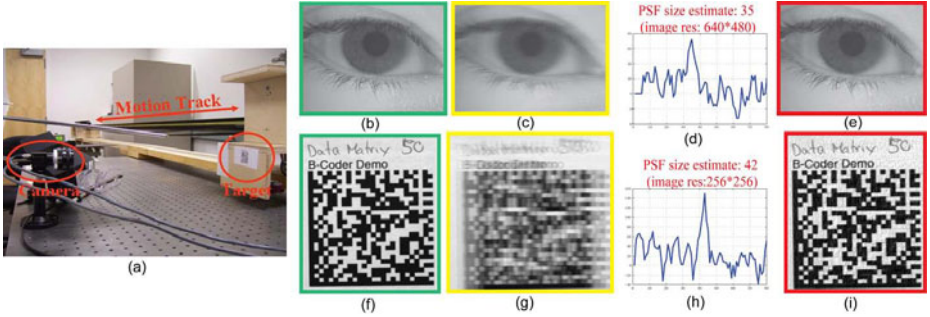 PSF size estimate: 35
(image res: 640*480)
Motion Track
Camera
Target
(a)
(b)
(c)
(d)
(e)
Data Matrix 50
B-Coder Demo
PSF size estimate: 42
(image res:256*256)
Data Matrix 50
B-Coder Demo
(f)
(g)
(h)
(i)